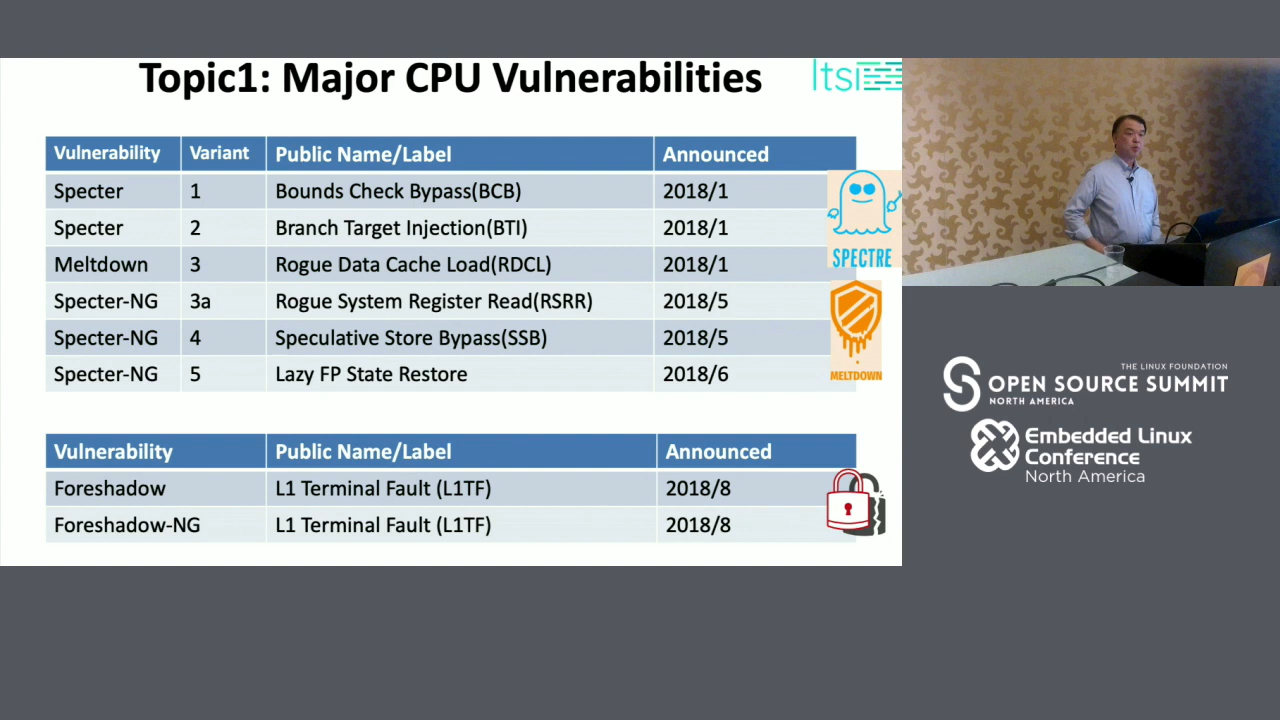 Topic1: Major CPU Vulnerabilities
ltsi
Vulnerability Variant Public Name/Label Announced
Specter 1 Bounds Check Bypass(BCB) 2018/1
Specter 2 Branch Target Injection(BTI) 2018/1
Meltdown 3 Rogue Data Cache Load(RDCL) 2018/1
Specter-NG 3a Rogue System Register Read(RSRR) 2018/5
Specter-NG 4 Speculative Store Bypass(SSB) 2018/5
Specter-NG 5 Lazy FP State Restore 2018/6
SPECTRE
MELTDOWN
Vulnerability Public Name/Label Announced
Foreshadow L1 Terminal Fault (L1TF) 2018/8
Foreshadow-NG L1 Terminal Fault (L1TF) 2018/8
THE LINUX FOUNDATION
OPEN SOURCE SUMMIT
NORTH AMERICA
Embedded Linux
Conference
North America